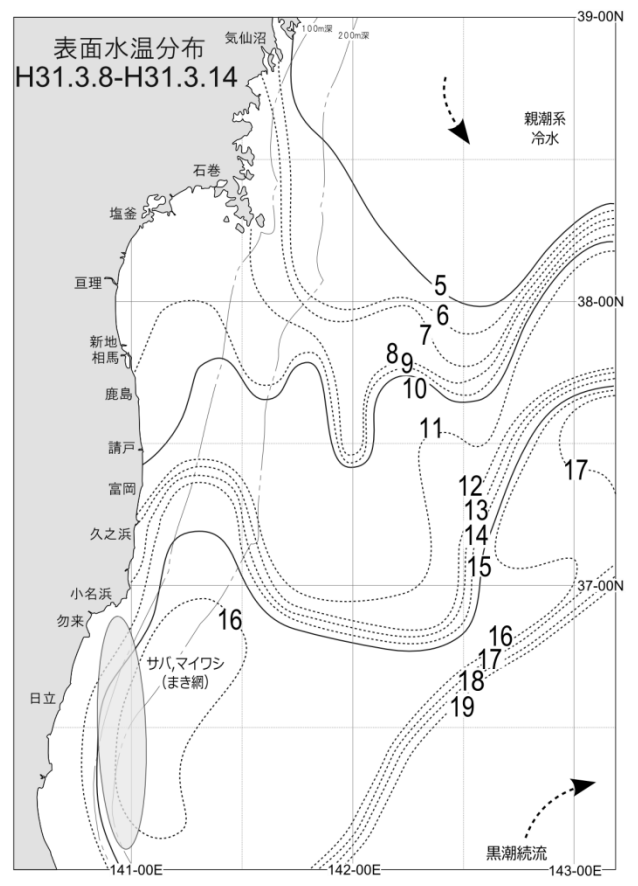 39-00N
気仙沼
100m深
200m深
表面水温分布
H31.3.8-H31.3.14
親潮系
冷水
石巻
塩釜
亘理
5
38-00N
6
7
新地
相馬
8
9
10
鹿島
11
請戸
17
富岡
12
13
久之浜
14
15
37-00N
小名浜
勿来
16
16
サバ,マイワシ
(まき網)
17
18
日立
19
黒潮続流
141-00E
142-00E
143-00E